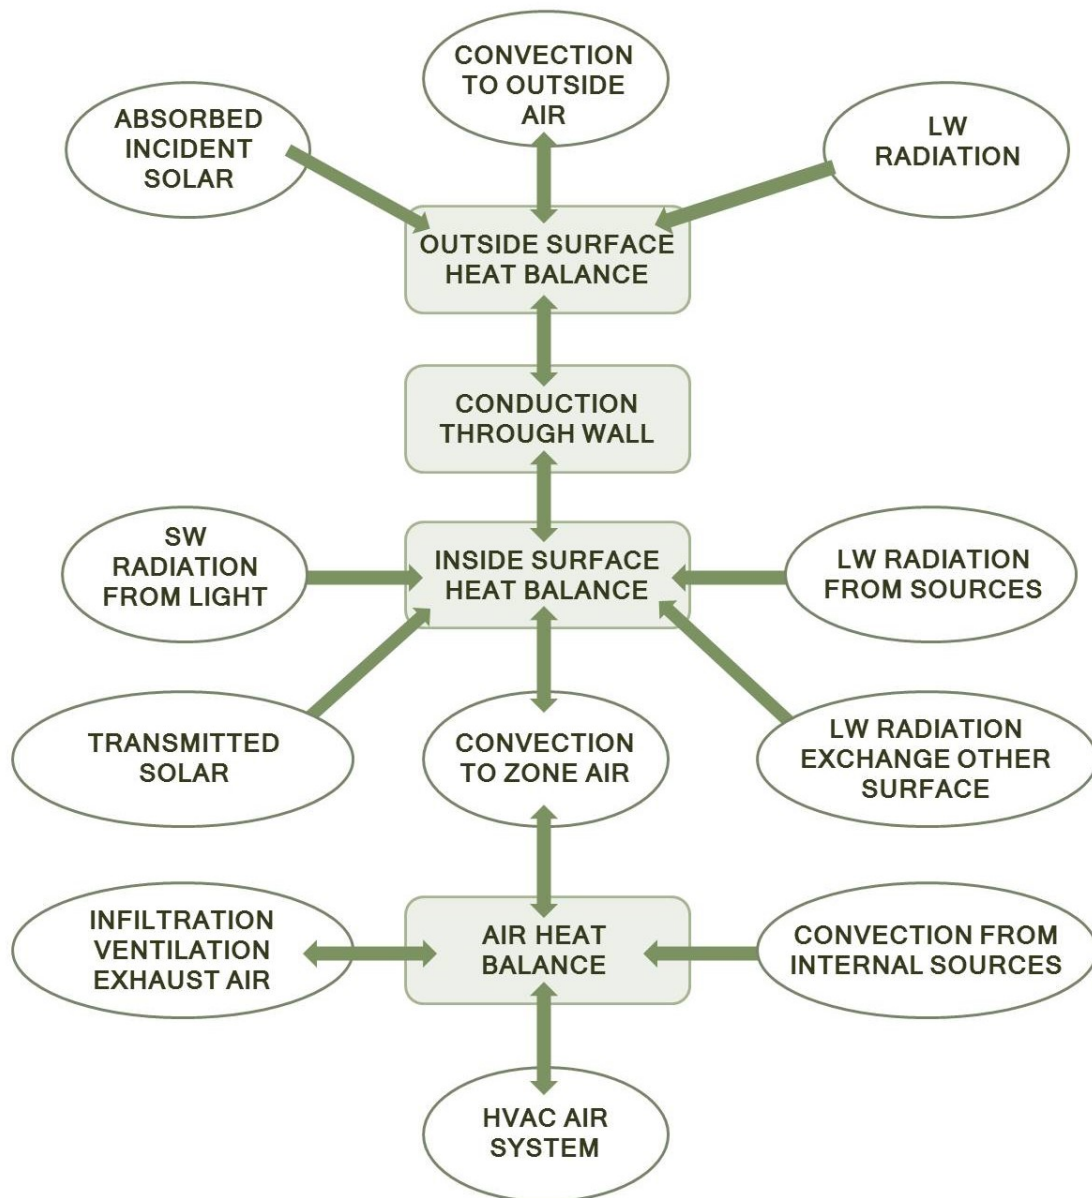 CONVECTION
TO OUTSIDE
AIR
ABSORBED
INCIDENT
SOLAR
LW
RADIATION
OUTSIDE SURFACE
HEAT BALANCE
CONDUCTION
THROUGH WALL
SW
RADIATION
FROM LIGHT
INSIDE SURFACE
HEAT BALANCE
LW RADIATION
FROM SOURCES
TRANSMITTED
SOLAR
CONVECTION
TO ZONE AIR
LW RADIATION
EXCHANGE OTHER
SURFACE
INFILTRATION
VENTILATION
EXHAUST AIR
AIR HEAT
BALANCE
CONVECTION FROM
INTERNAL SOURCES
HVAC AIR
SYSTEM